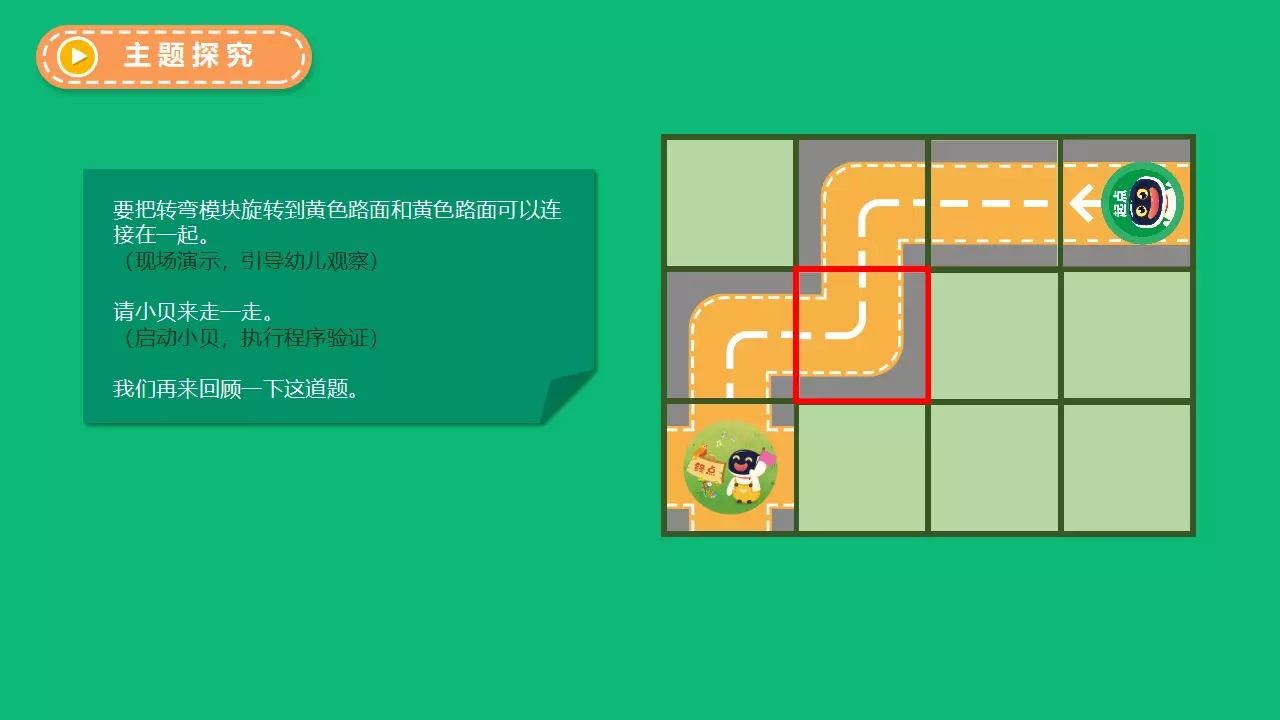 主题探究
要把转弯模块旋转到黄色路面和黄色路面可以连
接在一起。
（现场演示，引导幼儿观察）
请小贝来走一走。
（启动小贝，执行程序验证）
我们再来回顾一下这道题。
起点
终点